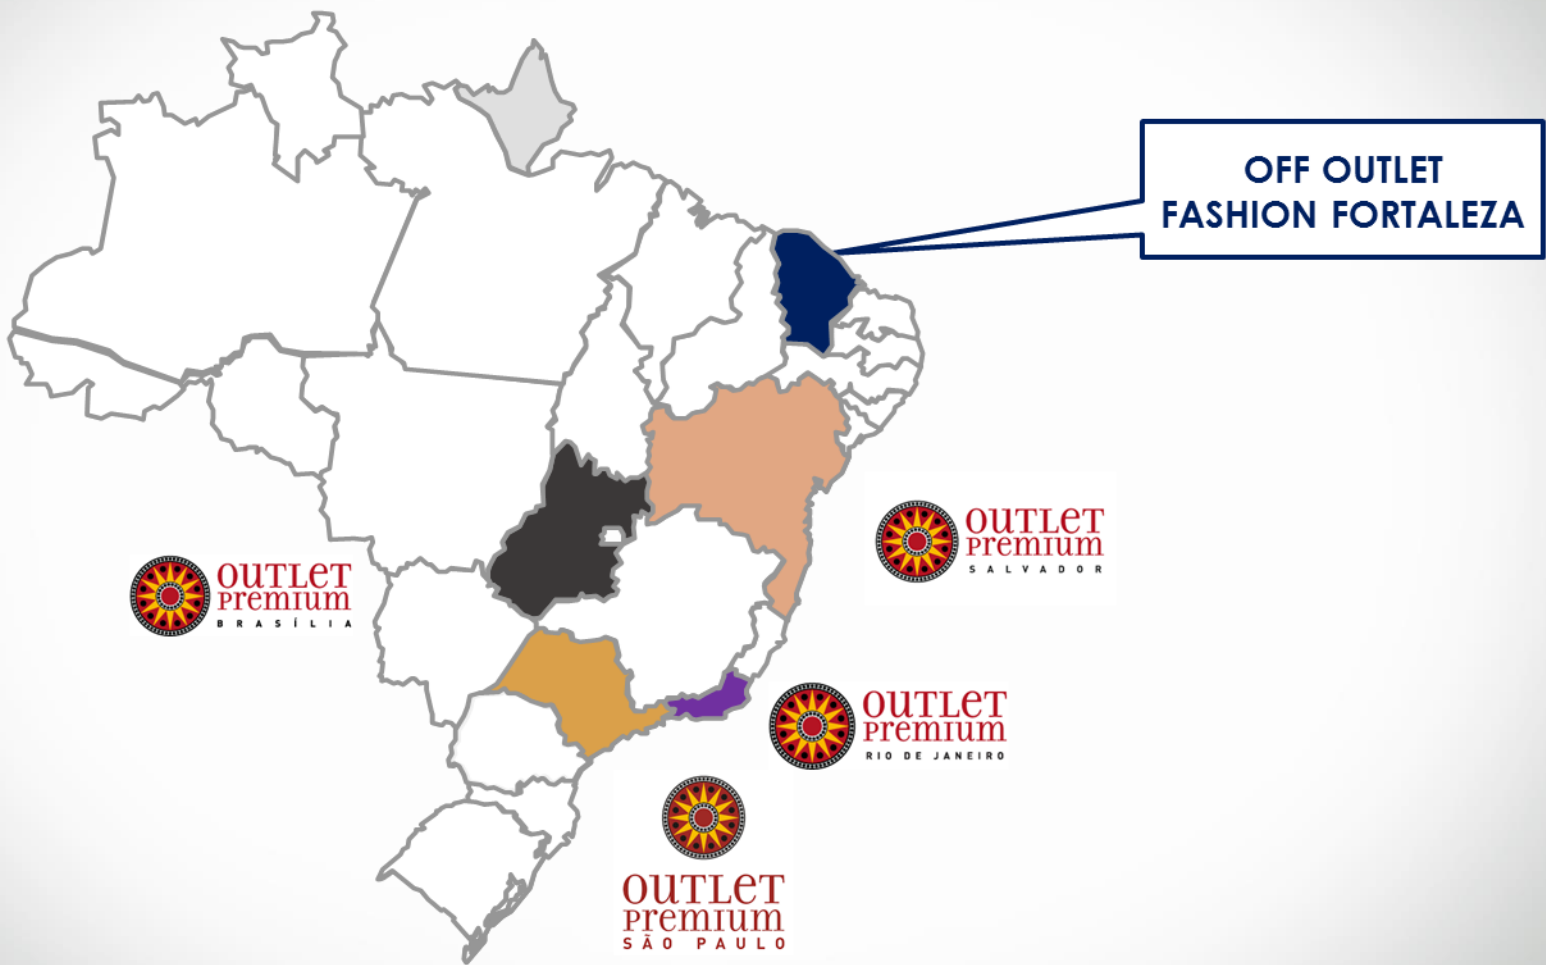 OFF OUTLET
FASHION FORTALEZA
OUTLET
PREMIUM
SALVADOR
OUTLET
PREMIUM
BRASÍLIA
OUTLET
PREMIUM
RIO DE JANEIRO
OUTLET
PREMIUM
SÃO PAULO